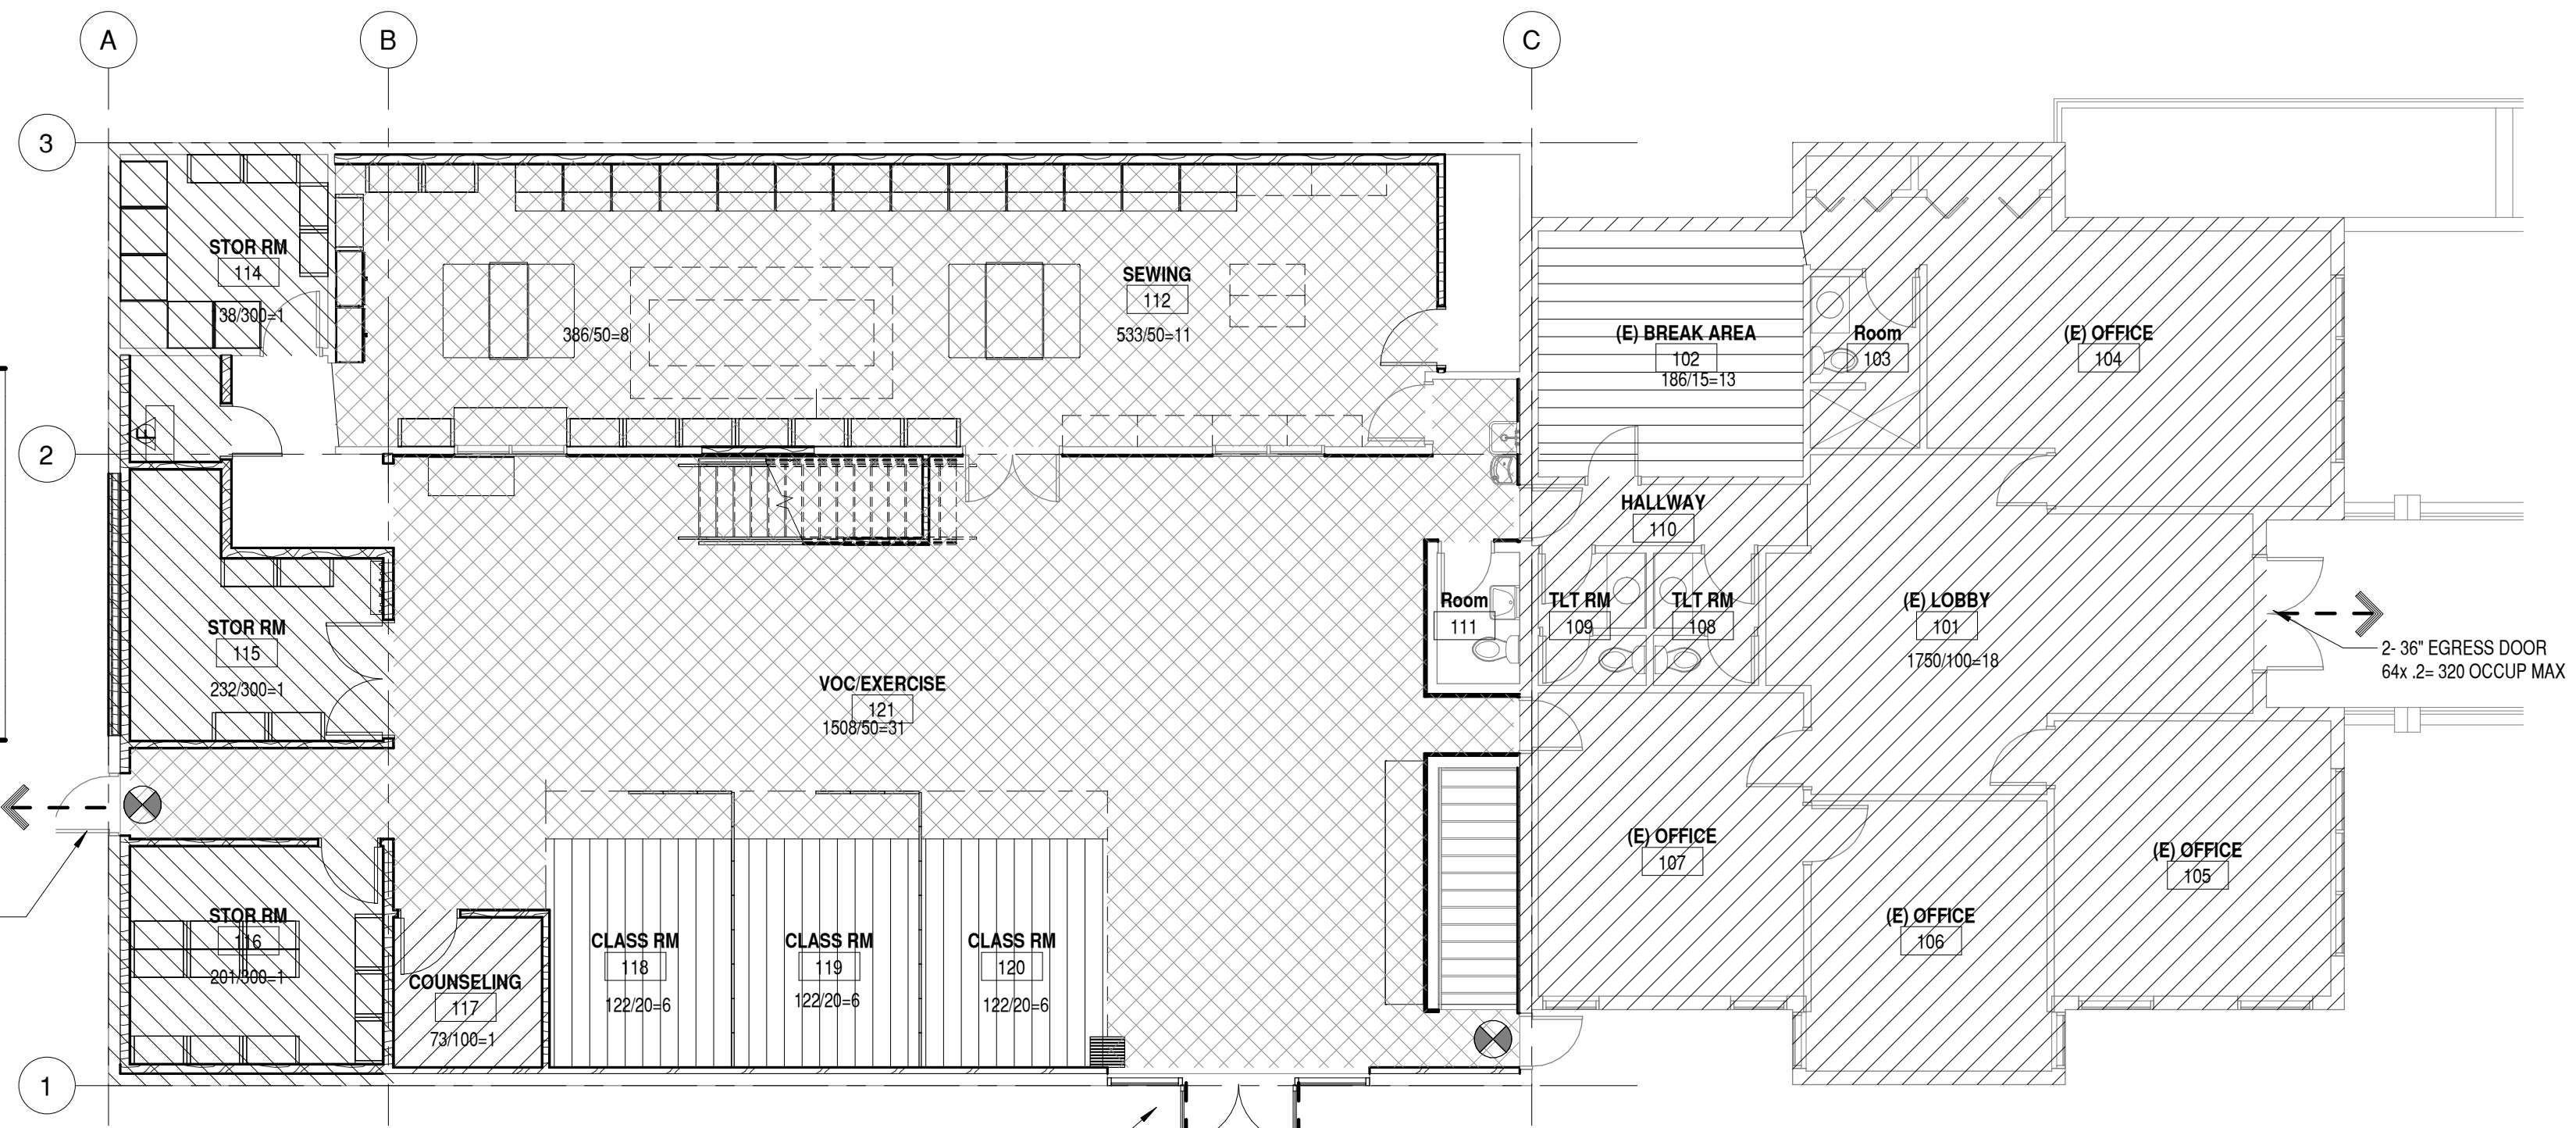 A
B
C
3
STOR RM
114
38/300=1
SEWING
112
386/50=8
533/50=11
(E) BREAK AREA
102
186/15=13
Room
103
(E) OFFICE
104
2
HALLWAY
110
STOR RM
115
232/300=1
VOC/EXERCISE
121
1508/50=31
Room
111
TLT RM
109
TLT RM
108
(E) LOBBY
101
1750/100=18
2- 36" EGRESS DOOR
64x .2= 320 OCCUP MAX
STOR RM
116
201/300=1
COUNSELING
117
73/100=1
CLASS RM
118
122/20=6
CLASS RM
119
122/20=6
CLASS RM
120
122/20=6
(E) OFFICE
107
(E) OFFICE
106
(E) OFFICE
105
1